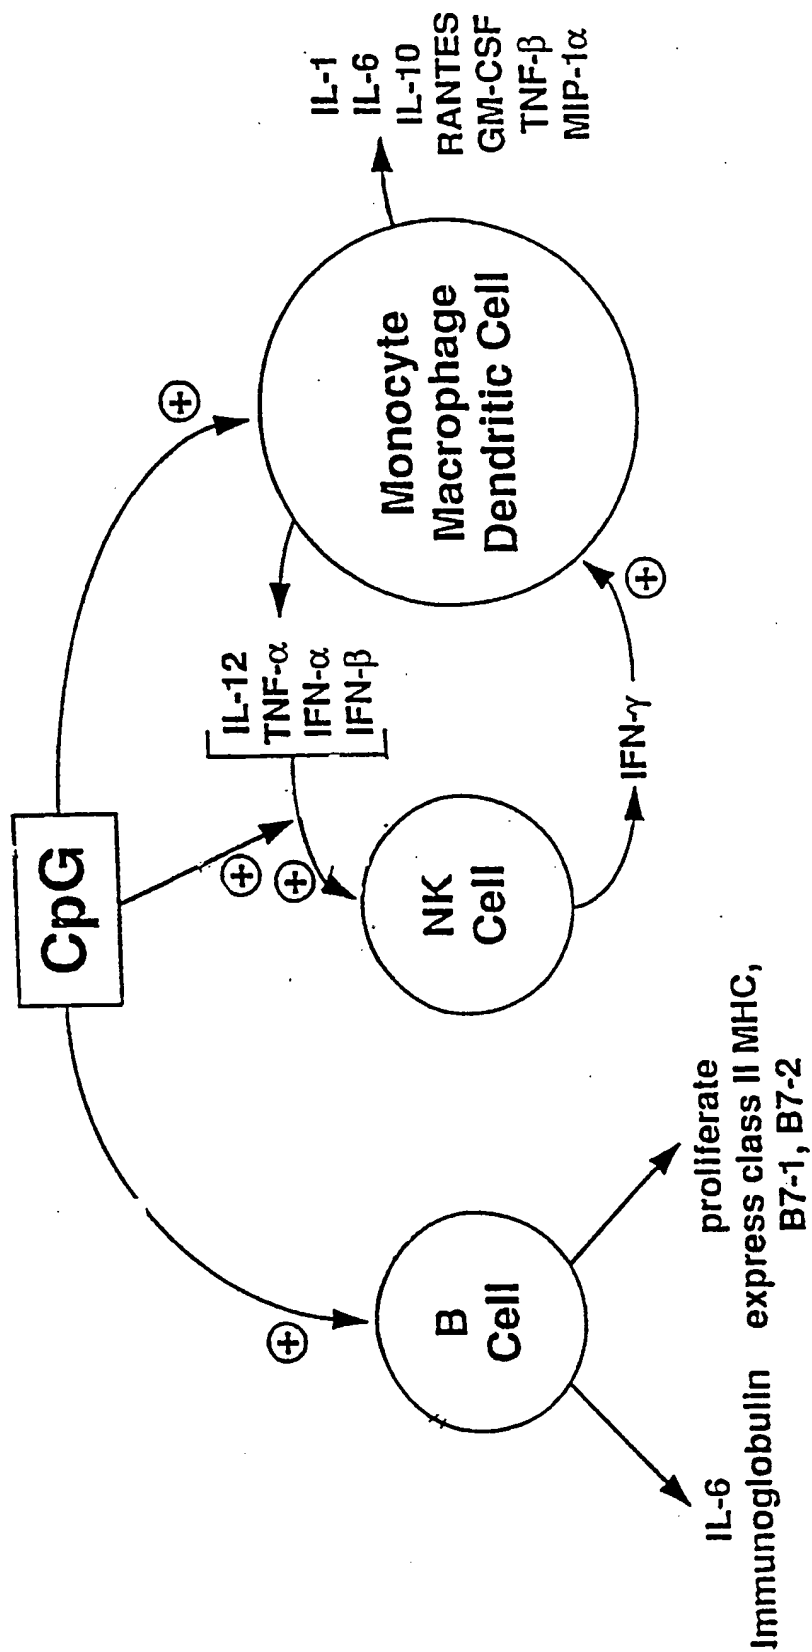 CpG
⊕
⊕
⊕
⊕
B
Cell
IL-6
Immunoglobulin
proliferate
express class II MHC,
B7-1, B7-2
NK
Cell
IL-12
TNF-α
IFN-α
IFN-β
IFN-γ
⊕
Monocyte
Macrophage
Dendritic Cell
IL-1
IL-6
IL-10
RANTES
GM-CSF
TNF-β
MIP-1α